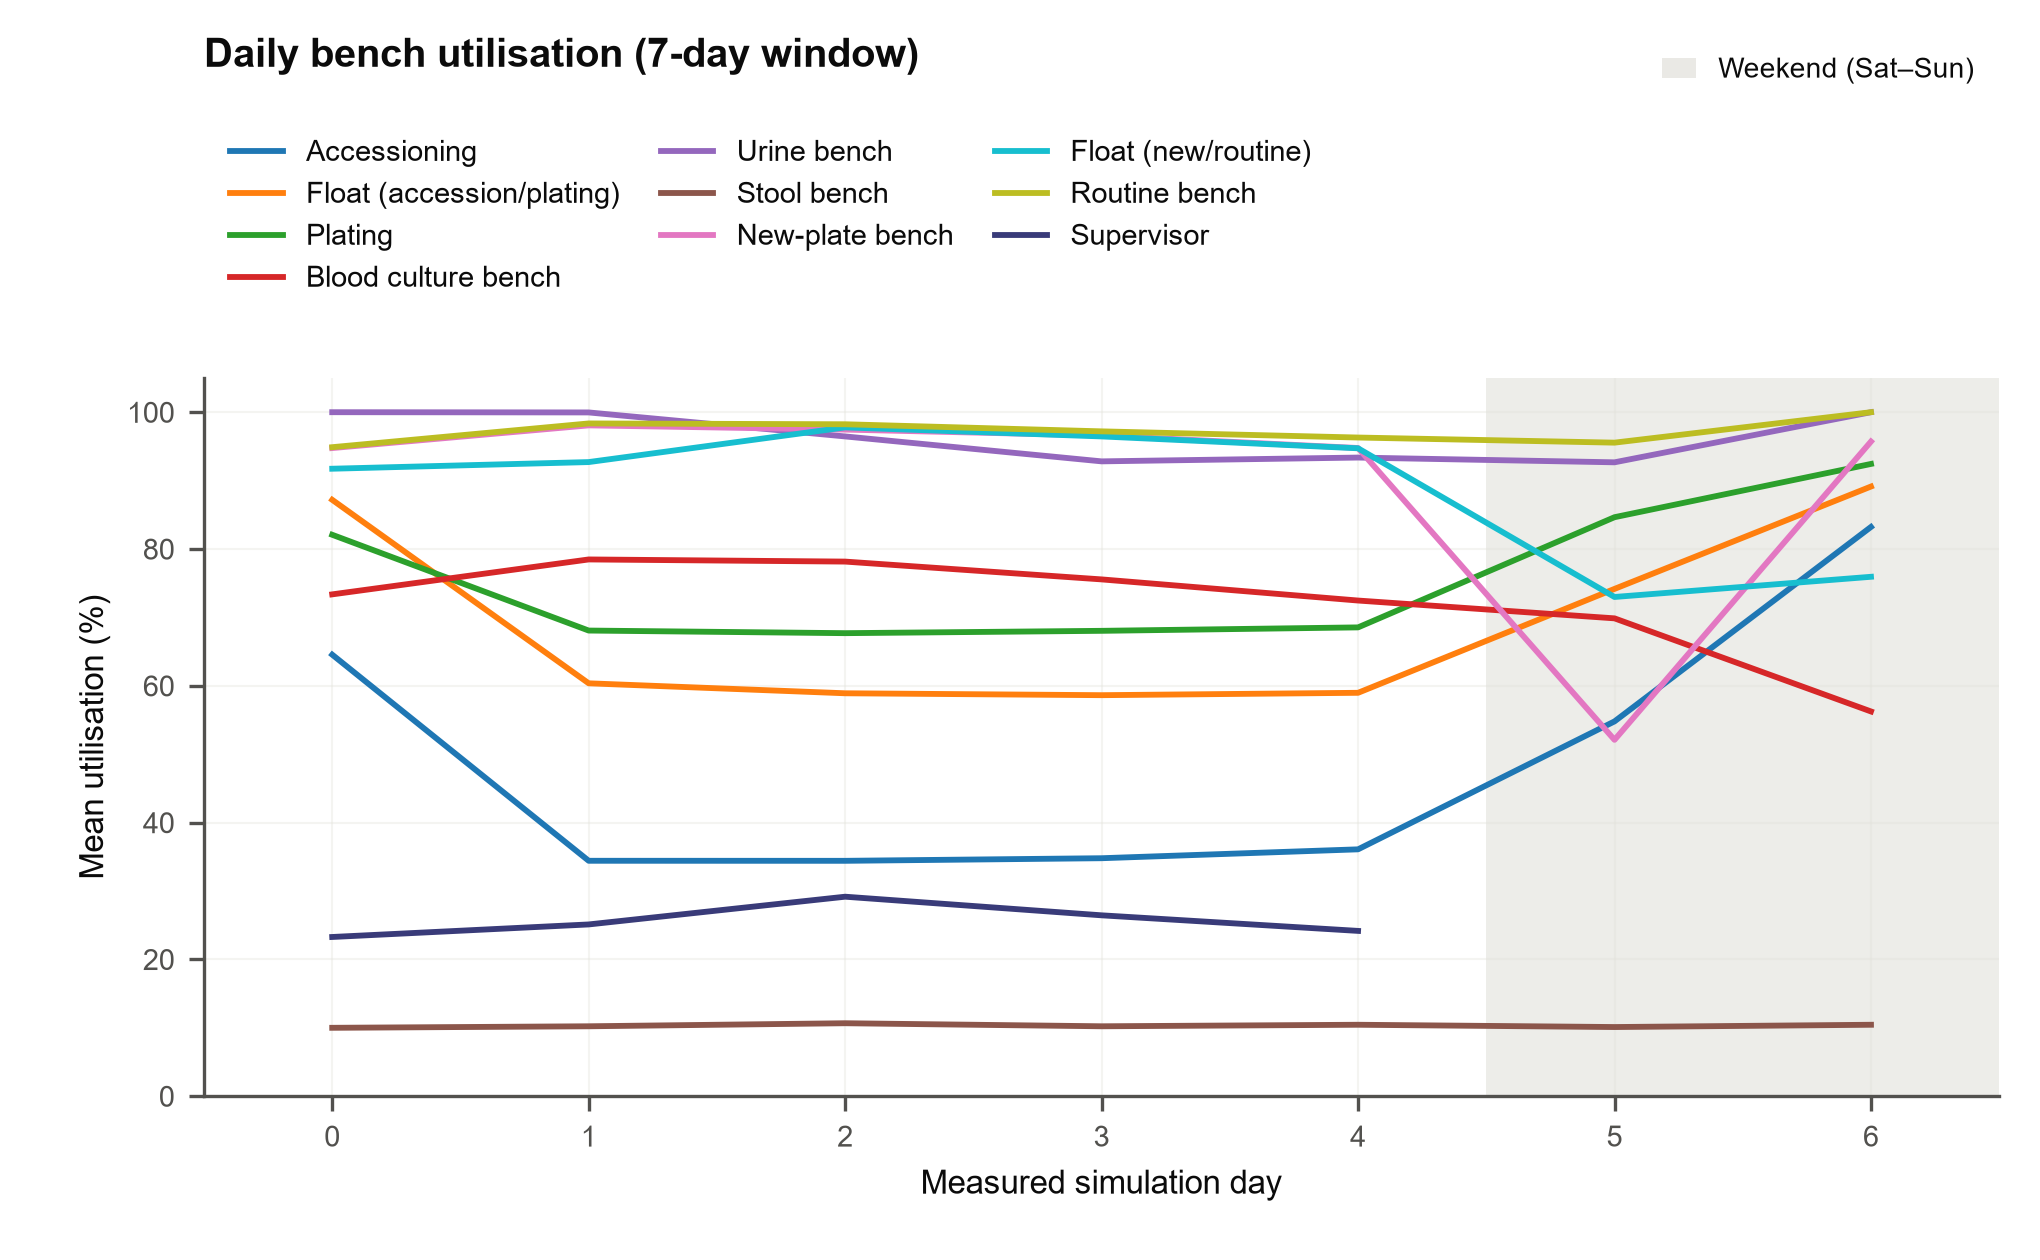 Daily bench utilisation (7-day window)
Weekend (Sat–Sun)
Accessioning
Float (accession/plating)
Plating
Blood culture bench
Urine bench
Stool bench
New-plate bench
Float (new/routine)
Routine bench
Supervisor
Mean utilisation (%)
100
80
60
40
20
0
0 1 2 3 4 5 6
Measured simulation day